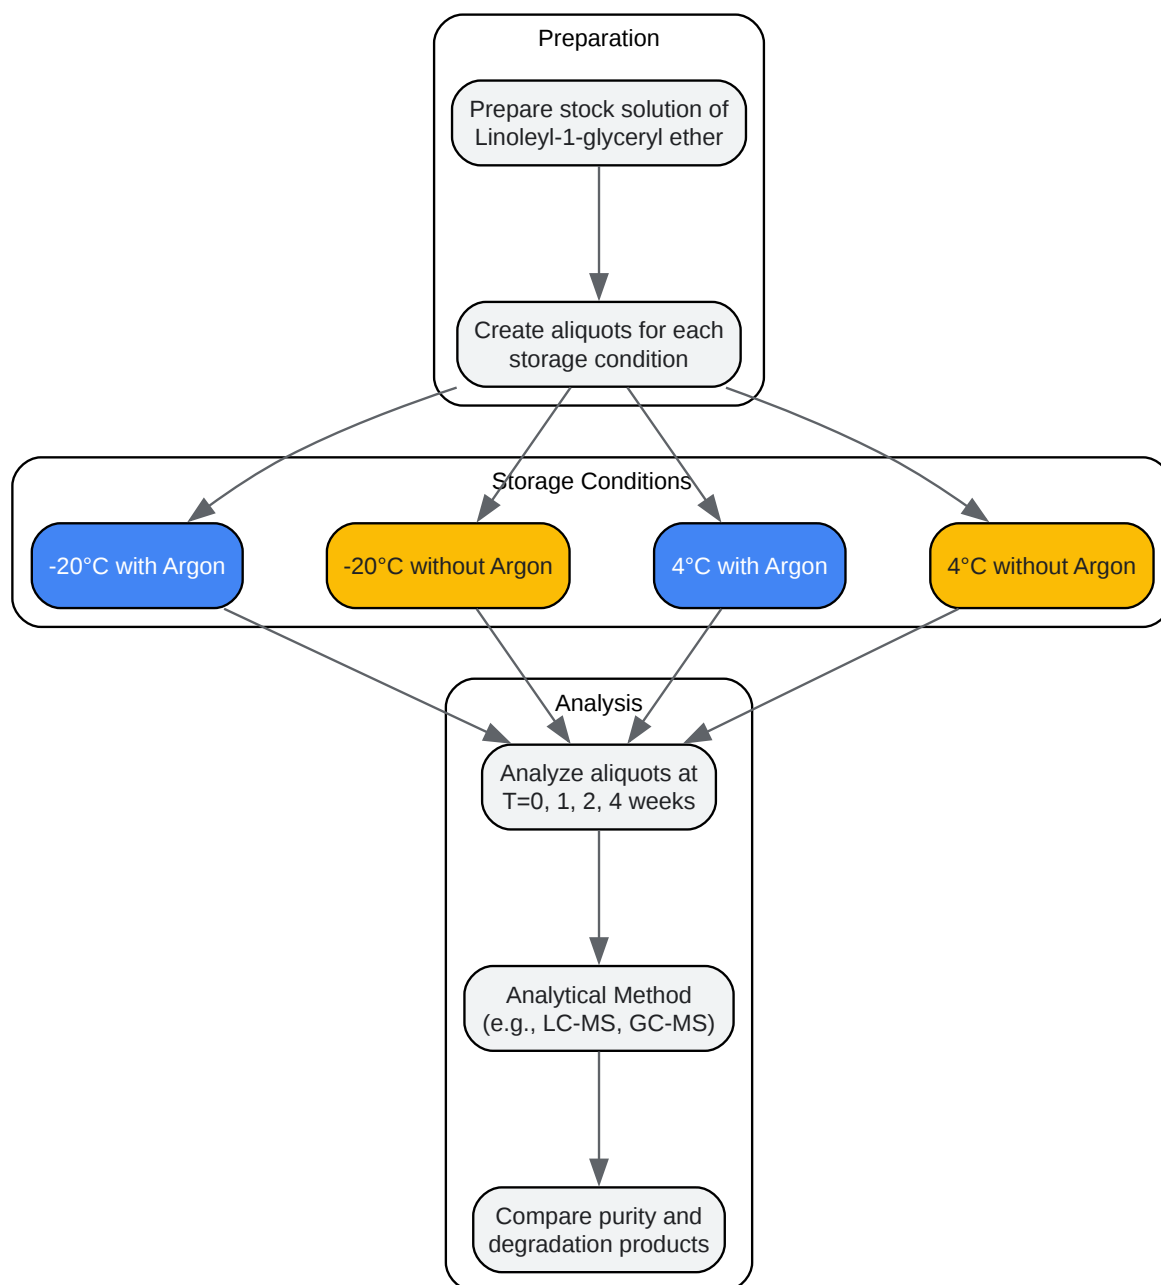 Preparation
Prepare stock solution of
Linoleyl-1-glyceryl ether
Create aliquots for each
storage condition
Storage Conditions
-20°C with Argon
-20°C without Argon
4°C with Argon
4°C without Argon
Analysis
Analyze aliquots at
T=0, 1, 2, 4 weeks
Analytical Method
(e.g., LC-MS, GC-MS)
Compare purity and
degradation products